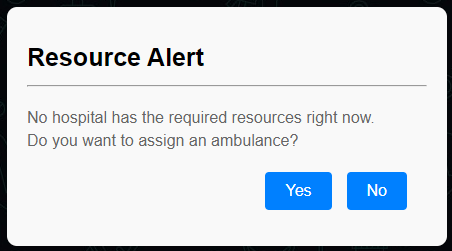 Resource Alert
No hospital has the required resources right now.
Do you want to assign an ambulance?
Yes No